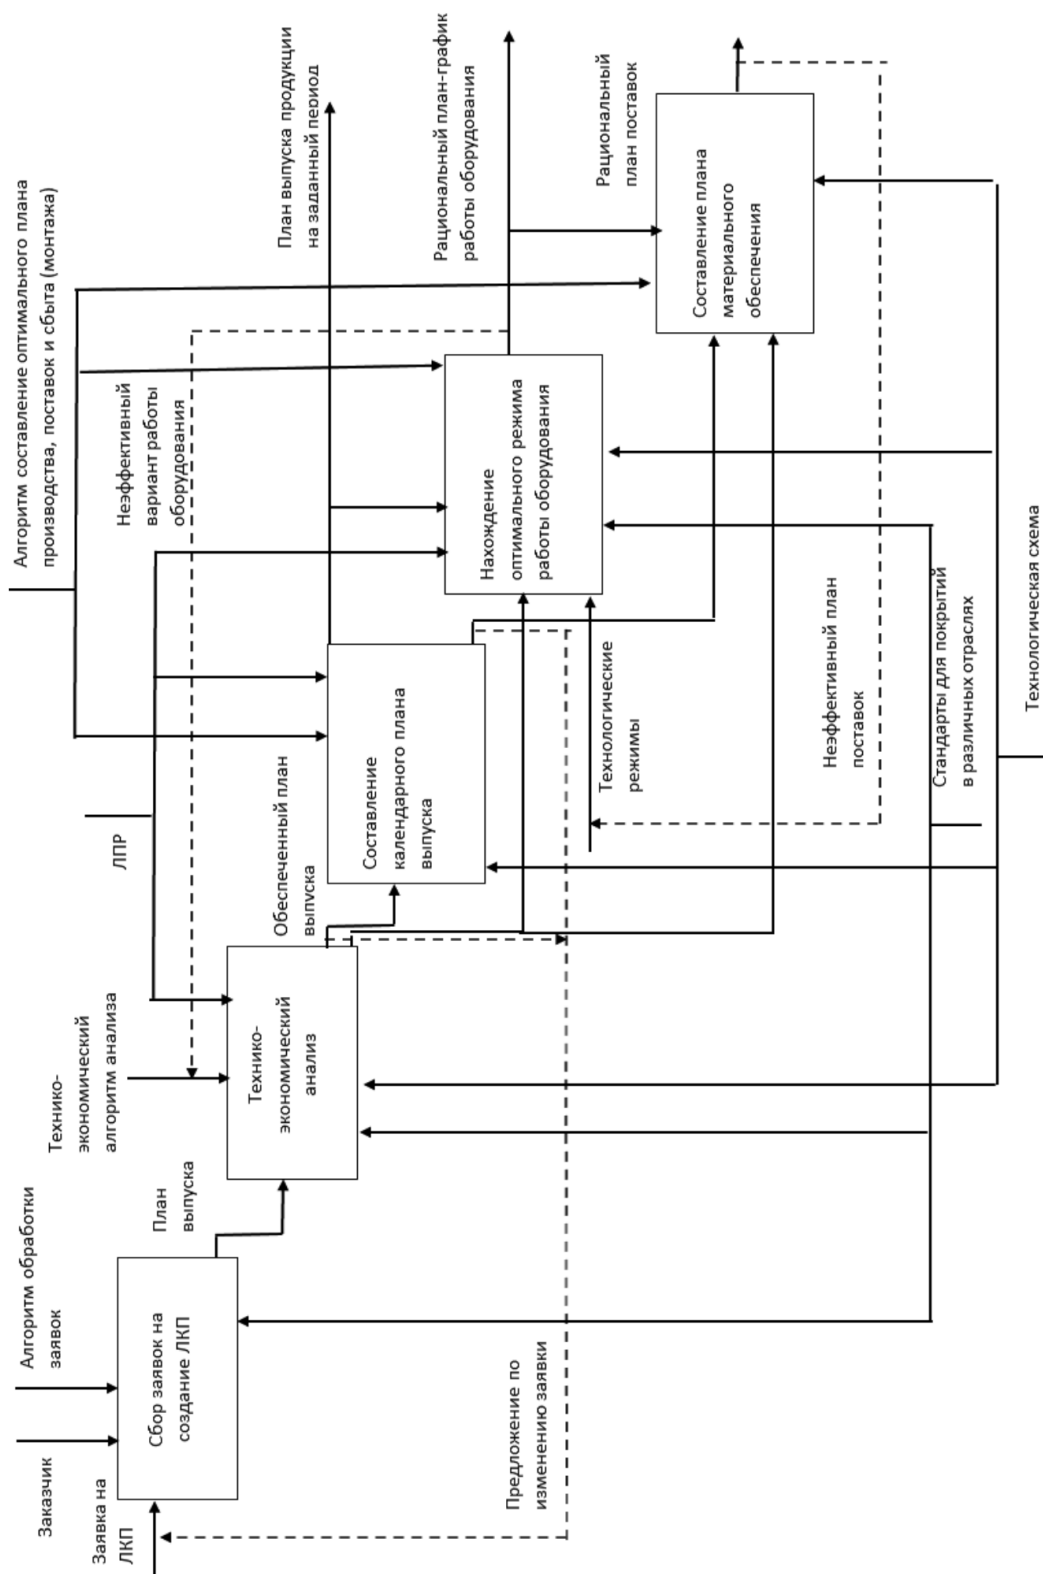 Алгоритм составление оптимального плана
производства, поставок и сбыта (монтажа)
ЛПР
Технико-
экономический
алгоритм анализа
Алгоритм обработки
заявок
Заказчик
Заявка на
ЛКП
Сбор заявок на
создание ЛКП
План
выпуска
Технико-
экономический
анализ
Обеспеченный план
выпуска
Составление
календарного плана
выпуска
Неэффективный
вариант работы
оборудования
План выпуска продукции
на заданный период
Нахождение
оптимального режима
работы оборудования
Рациональный план-график
работы оборудования
Технологические
режимы
Составление плана
материального
обеспечения
Рациональный
план поставок
Предложение по
изменению заявки
Неэффективный план
поставок
Стандарты для покрытий
в различных отраслях
Технологическая схема